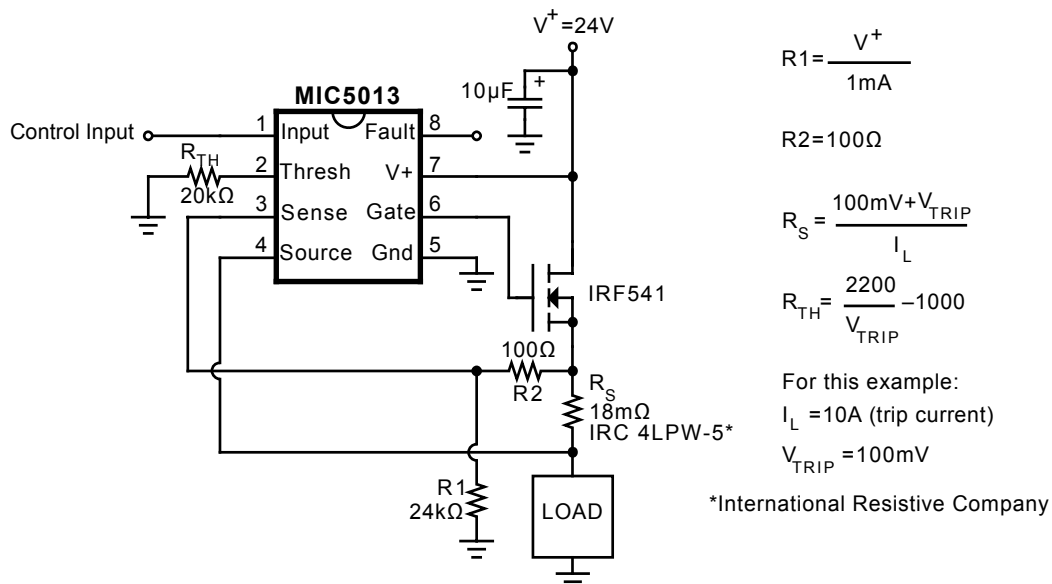 V+=24V
10µF
+
MIC5013
Control Input
1 Input
Fault 8
RTH
20kΩ
2 Thresh
V+ 7
3 Sense
Gate 6
4 Source
Gnd 5
IRF541
100Ω
R2
RS
18mΩ
IRC 4LPW-5*
R1
24kΩ
LOAD
R1= V+
1mA
R2=100Ω
RS = 100mV+VTRIP
IL
RTH= 2200
VTRIP
–1000
For this example:
IL =10A (trip current)
VTRIP =100mV
*International Resistive Company